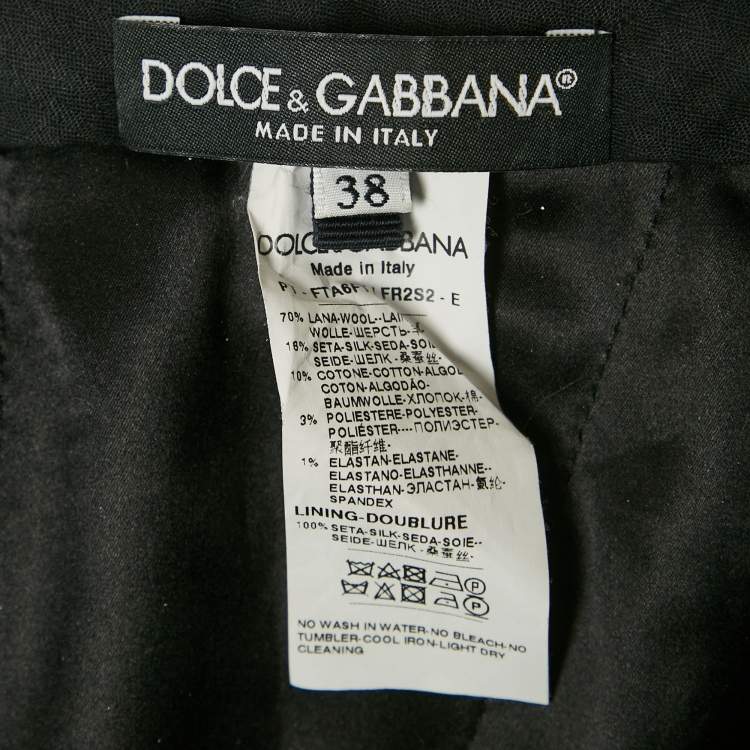 DOLCE & GABBANA®
MADE IN ITALY
38
DOLCE & GABBANA
Made in Italy
FR2S2 - E
70% LANA-WOOL--
WOLLE-ШЕРСТЬ-
16% SETA-SILK-SEDA-SOIE
SEIDE-ШЕЛК -桑蚕丝-
10% COTONE-COTTON-ALGOD
COTON-ALGODÃO-
BAUMWOLLE-ХЛОПОК-棉-
3% POLIESTERE-POLYESTER-
POLIÉSTER----ПОЛИЭСТЕР-
聚酯纤维-
1% ELASTAN-ELASTANE-
ELASTANO-ELASTHANNE--
ELASTHAN-ЭЛАСТАН-氨纶-
SPANDEX
LINING-DOUBLURE
100% SETA-SILK-SEDA-SOIE--
SEIDE-ШЕЛК -桑蚕丝-
P
P
NO WASH IN WATER-NO BLEACH-NO
TUMBLER-COOL IRON-LIGHT DRY
CLEANING